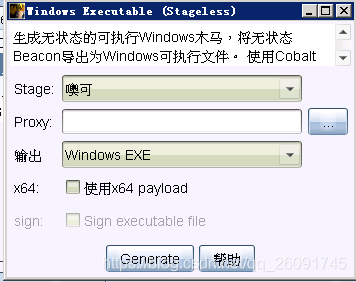 Windows Executable (Stageless)
生成无状态的可执行Windows木马，将无状态
Beacon导出为Windows可执行文件。 使用Cobalt
Stage: 噢可
Proxy: ...
输出 Windows EXE
x64: 使用x64 payload
sign: Sign executable file
Generate 帮助
https://blog.csdn.net/qq_26091745